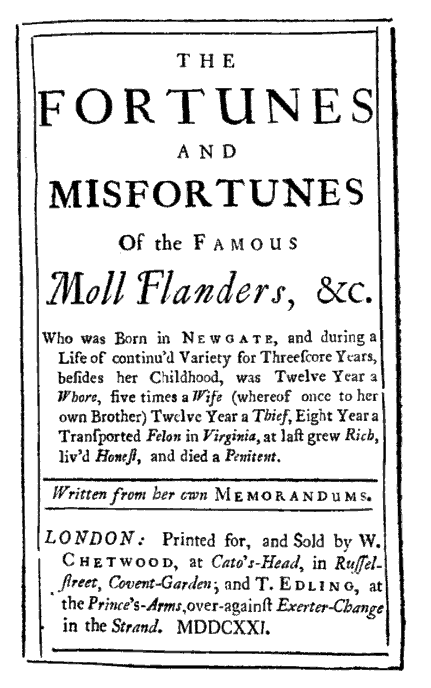 THE
FORTUNES
AND
MISFORTUNES
Of the FAMOUS
Moll Flanders, &c.
Who was Born in NEWGATE, and during a
Life of continu'd Variety for Threeſcore Years,
beſides her Childhood, was Twelve Year a
Whore, five times a Wife (whereof once to her
own Brother) Twelve Year a Thief, Eight Year a
Tranſported Felon in Virginia, at laſt grew Rich,
liv'd Honeſt, and died a Penitent.
Written from her own MEMORANDUMS.
LONDON: Printed for, and Sold by W.
CHETWOOD, at Cato's-Head, in Ruſſel-
ſtreet, Covent-Garden; and T. EDLING, at
the Prince's-Arms, over-againſt Exerter-Change
in the Strand. MDDCXXI.